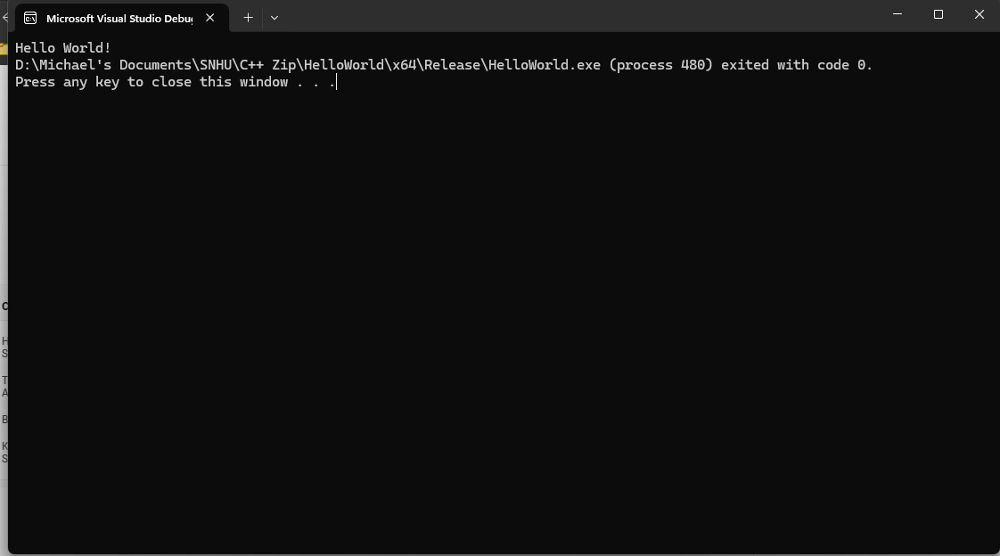 Microsoft Visual Studio Debu
Hello World!
D:\Michael's Documents\SNHU\C++ Zip\HelloWorld\x64\Release\HelloWorld.exe (process 480) exited with code 0.
Press any key to close this window . . .
H
S
T
A
B
K
S